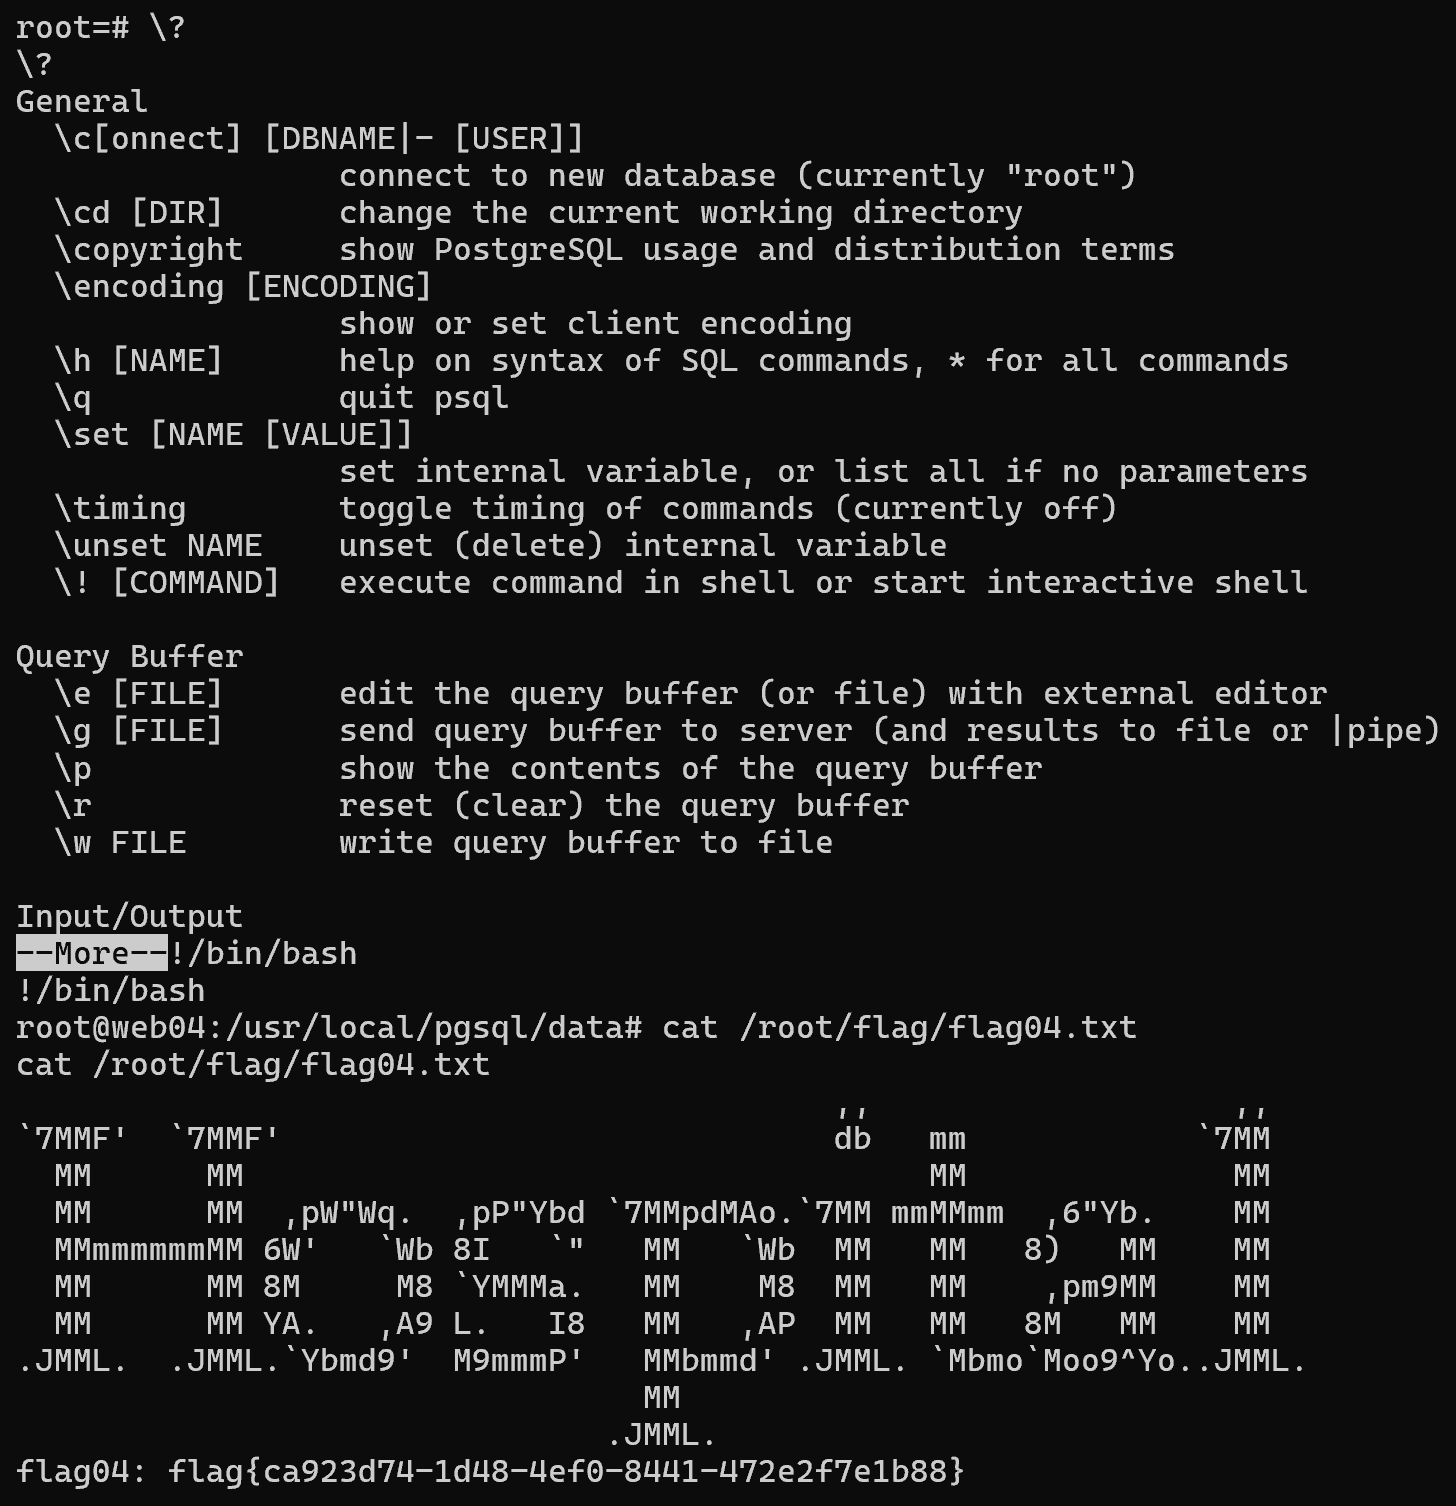 root=# \?
\?
General
  \c[onnect] [DBNAME|- [USER]]
                 connect to new database (currently "root")
  \cd [DIR]      change the current working directory
  \copyright     show PostgreSQL usage and distribution terms
  \encoding [ENCODING]
                 show or set client encoding
  \h [NAME]      help on syntax of SQL commands, * for all commands
  \q             quit psql
  \set [NAME [VALUE]]
                 set internal variable, or list all if no parameters
  \timing        toggle timing of commands (currently off)
  \unset NAME    unset (delete) internal variable
  \! [COMMAND]   execute command in shell or start interactive shell

Query Buffer
  \e [FILE]      edit the query buffer (or file) with external editor
  \g [FILE]      send query buffer to server (and results to file or |pipe)
  \p             show the contents of the query buffer
  \r             reset (clear) the query buffer
  \w FILE        write query buffer to file

Input/Output
--More--!/bin/bash
!/bin/bash
root@web04:/usr/local/pgsql/data# cat /root/flag/flag04.txt
cat /root/flag/flag04.txt

                                           ,,                   ,,
`7MMF'  `7MMF'                             db   mm            `7MM
  MM      MM                                    MM              MM
  MM      MM  ,pW"Wq.  ,pP"Ybd `7MMpdMAo.`7MM mmMMmm  ,6"Yb.    MM
  MMmmmmmmMM 6W'   `Wb 8I   `"   MM   `Wb  MM   MM   8)   MM    MM
  MM      MM 8M     M8 `YMMMa.   MM    M8  MM   MM    ,pm9MM    MM
  MM      MM YA.   ,A9 L.   I8   MM   ,AP  MM   MM   8M   MM    MM
.JMML.  .JMML.`Ybmd9'  M9mmmP'   MMbmmd' .JMML. `Mbmo`Moo9^Yo..JMML.
                                 MM
                               .JMML.
flag04: flag{ca923d74-1d48-4ef0-8441-472e2f7e1b88}